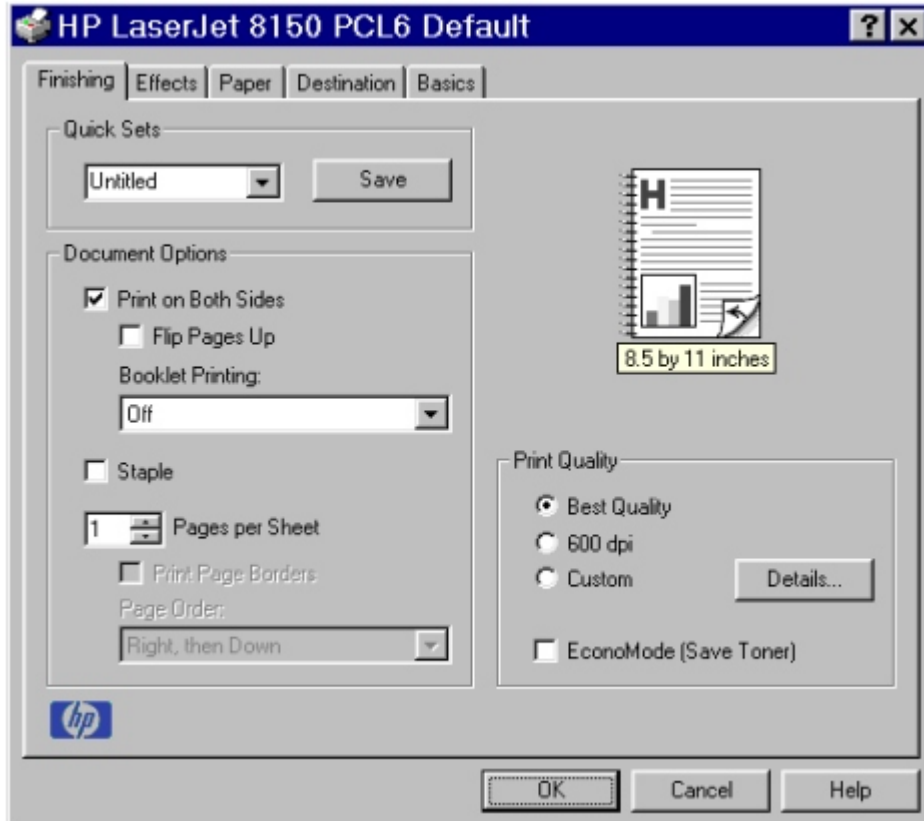 HP LaserJet 8150 PCL6 Default
Finishing Effects Paper Destination Basics
Quick Sets
Untitled Save
H
8.5 by 11 inches
Document Options
Print on Both Sides
Flip Pages Up
Booklet Printing:
Off
Staple
1 Pages per Sheet
Print Page Borders
Page Order:
Right, then Down
Print Quality
Best Quality
600 dpi
Custom Details...
EconoMode (Save Toner)
hp
OK Cancel Help